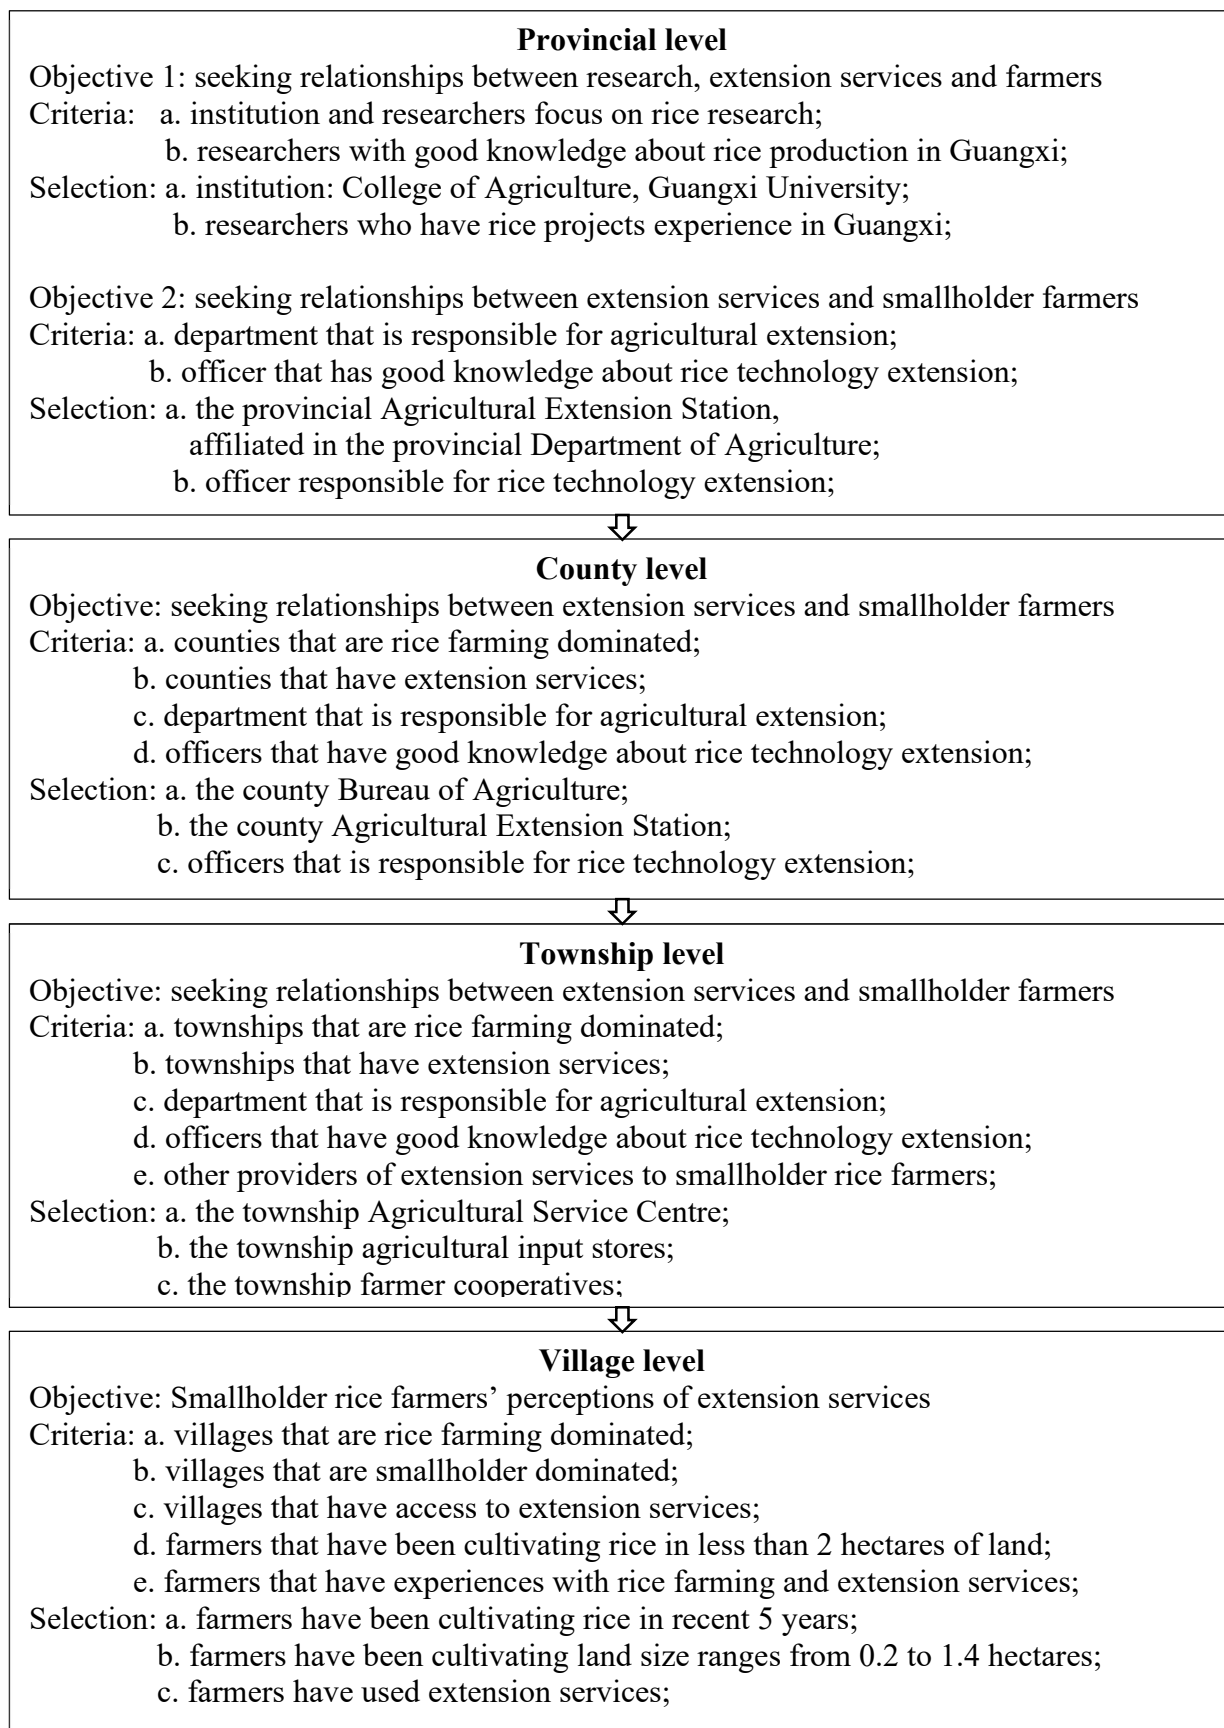 Provincial level
Objective 1: seeking relationships between research, extension services and farmers
Criteria: a. institution and researchers focus on rice research;
b. researchers with good knowledge about rice production in Guangxi;
Selection: a. institution: College of Agriculture, Guangxi University;
b. researchers who have rice projects experience in Guangxi;
Objective 2: seeking relationships between extension services and smallholder farmers
Criteria: a. department that is responsible for agricultural extension;
b. officer that has good knowledge about rice technology extension;
Selection: a. the provincial Agricultural Extension Station,
affiliated in the provincial Department of Agriculture;
b. officer responsible for rice technology extension;
County level
Objective: seeking relationships between extension services and smallholder farmers
Criteria: a. counties that are rice farming dominated;
b. counties that have extension services;
c. department that is responsible for agricultural extension;
d. officers that have good knowledge about rice technology extension;
Selection: a. the county Bureau of Agriculture;
b. the county Agricultural Extension Station;
c. officers that is responsible for rice technology extension;
Township level
Objective: seeking relationships between extension services and smallholder farmers
Criteria: a. townships that are rice farming dominated;
b. townships that have extension services;
c. department that is responsible for agricultural extension;
d. officers that have good knowledge about rice technology extension;
e. other providers of extension services to smallholder rice farmers;
Selection: a. the township Agricultural Service Centre;
b. the township agricultural input stores;
c. the township farmer cooperatives;
Village level
Objective: Smallholder rice farmers’ perceptions of extension services
Criteria: a. villages that are rice farming dominated;
b. villages that are smallholder dominated;
c. villages that have access to extension services;
d. farmers that have been cultivating rice in less than 2 hectares of land;
e. farmers that have experiences with rice farming and extension services;
Selection: a. farmers have been cultivating rice in recent 5 years;
b. farmers have been cultivating land size ranges from 0.2 to 1.4 hectares;
c. farmers have used extension services;